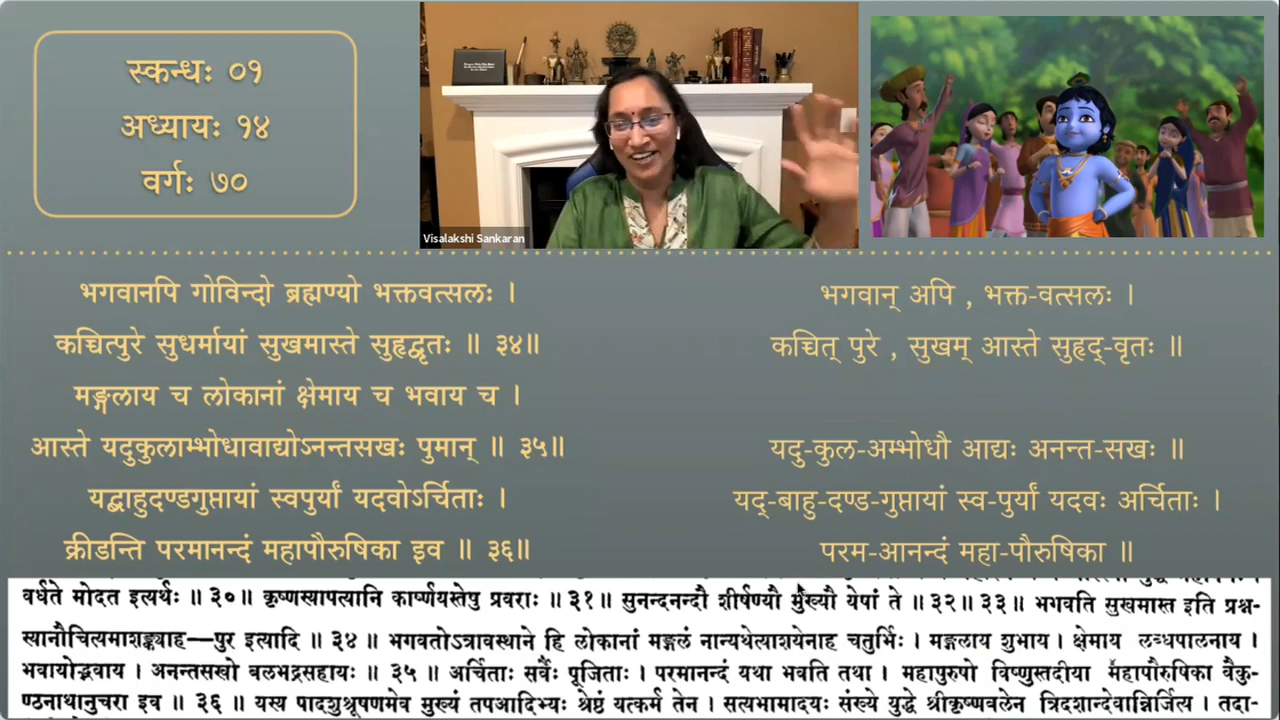 स्कन्धः ०१
अध्यायः १४
वर्गः ७०
Visalakshi Sankaran
भगवानपि गोविन्दो ब्रह्मण्यो भक्तवत्सलः ।
कच्चित्पुरे सुधर्मायां सुखमास्ते सुहृद्वृतः ॥ ३४॥
मङ्गलाय च लोकानां क्षेमाय च भवाय च ।
आस्ते यदुकुलाम्भोधावाद्योऽनन्तसखः पुमान् ॥ ३५॥
यद्बाहुदण्डगुप्तायां स्वपुर्यां यदवोऽर्चिताः ।
क्रीडन्ति परमानन्दं महापौरुषिका इव ॥ ३६॥
भगवान् अपि , भक्त-वत्सलः ।
कच्चित् पुरे , सुखम् आस्ते सुहृद्-वृतः ॥
यदु-कुल-अम्भोधौ आद्यः अनन्त-सखः ॥
यद्-बाहु-दण्ड-गुप्तायां स्व-पुर्यां यदवः अर्चिताः ।
परम-आनन्दं महा-पौरुषिका ॥
वर्धते मोदत इत्यर्थः ॥ ३० ॥ कृष्णस्यापत्यानि कार्ष्णयस्तेषु प्रवराः ॥ ३१ ॥ सुनन्दनन्दौ शीर्षण्यौ मुख्यौ येषां ते ॥ ३२ ॥ ३३ ॥ भगवति सुखमास्त इति प्रश्न-
स्यानौचित्यमाशङ्क्याह—पुर इत्यादि ॥ ३४ ॥ भगवतोऽत्रावस्थाने हि लोकानां मङ्गलं नान्यथेत्याशयेनाह चतुर्भिः । मङ्गलाय शुभाय । क्षेमाय लब्धपालनाय ।
भवायोद्भवाय । अनन्तसखो बलभद्रसहायः ॥ ३५ ॥ अर्चिताः सर्वैः पूजिताः । परमानन्दं यथा भवति तथा । महापुरुषो विष्णुस्तदीया महापौरुषिका वैकु-
ण्ठनाथानुचरा इव ॥ ३६ ॥ यस्य पादशुश्रूषणमेव मुख्यं तपआदिभ्यः श्रेष्ठं यत्कर्म तेन । सत्यभामादयः संख्ये युद्धे श्रीकृष्णबलेन त्रिदशान्देवान्निर्जित्य । तदा-